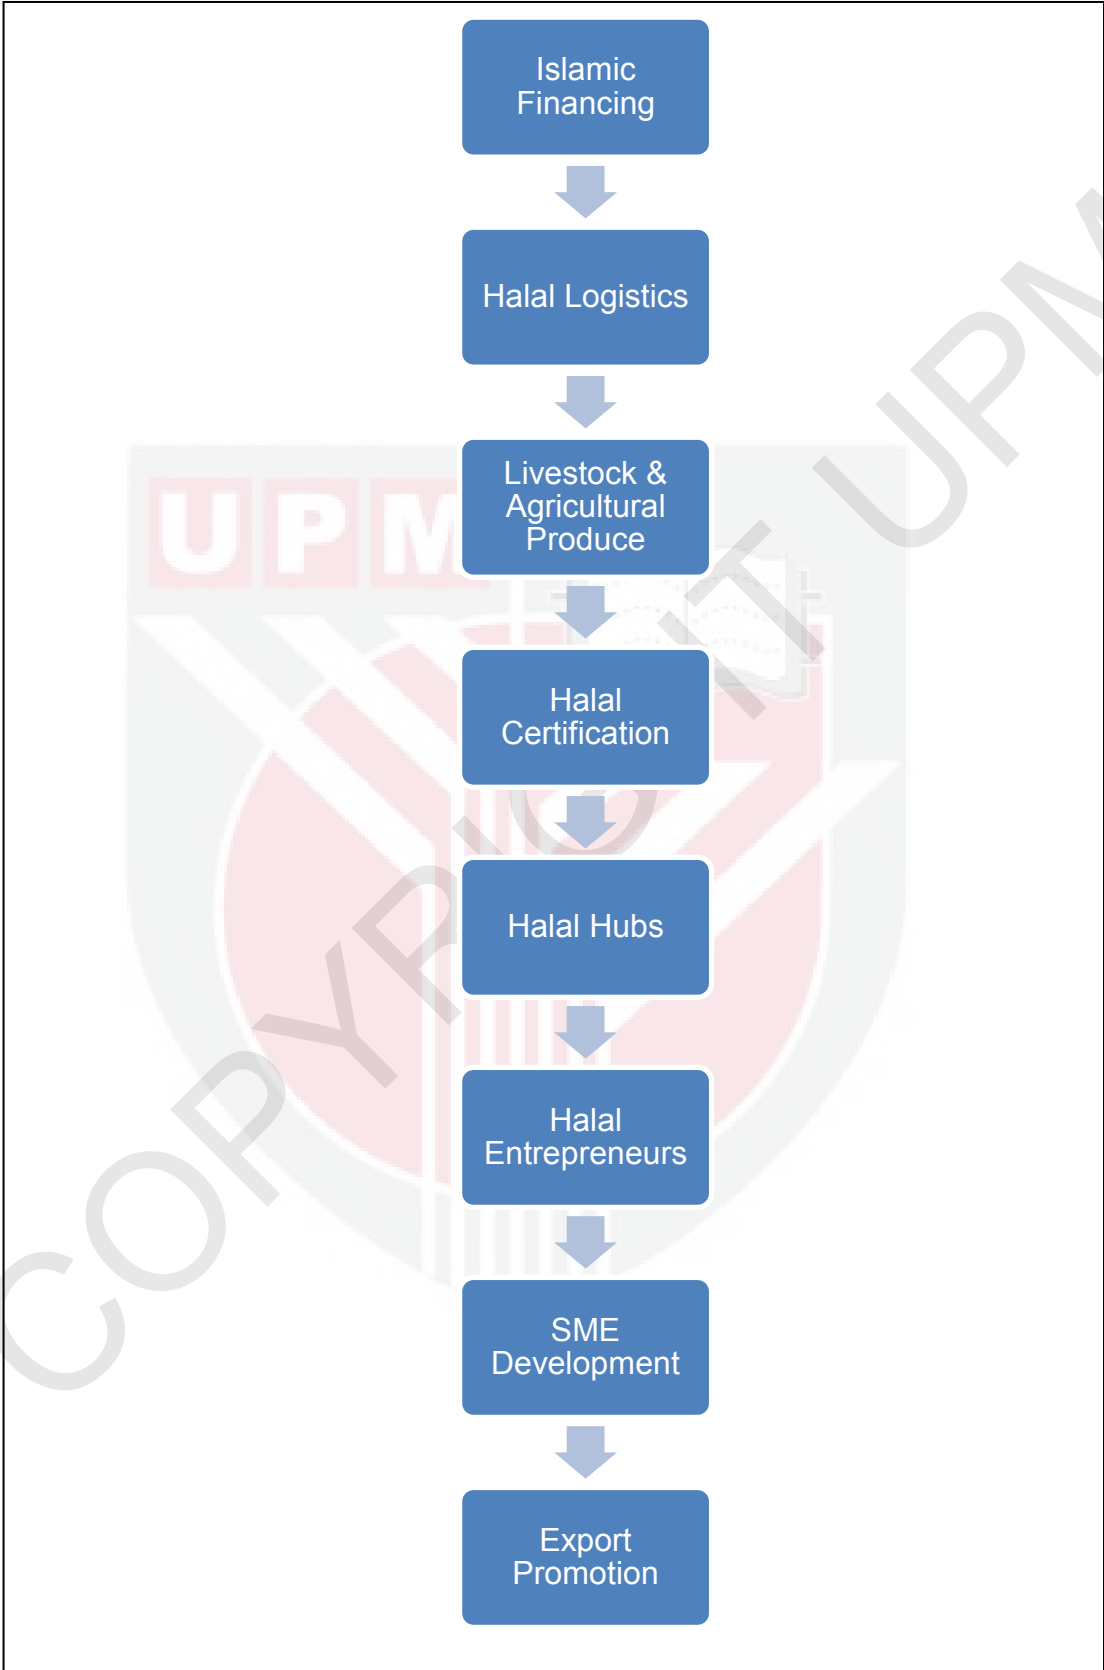 Islamic
Financing
Halal Logistics
Livestock &
Agricultural
Produce
UPM
Halal
Certification
Halal Hubs
Halal
Entrepreneurs
SME
Development
Export
Promotion
COPYRIGHT UPM